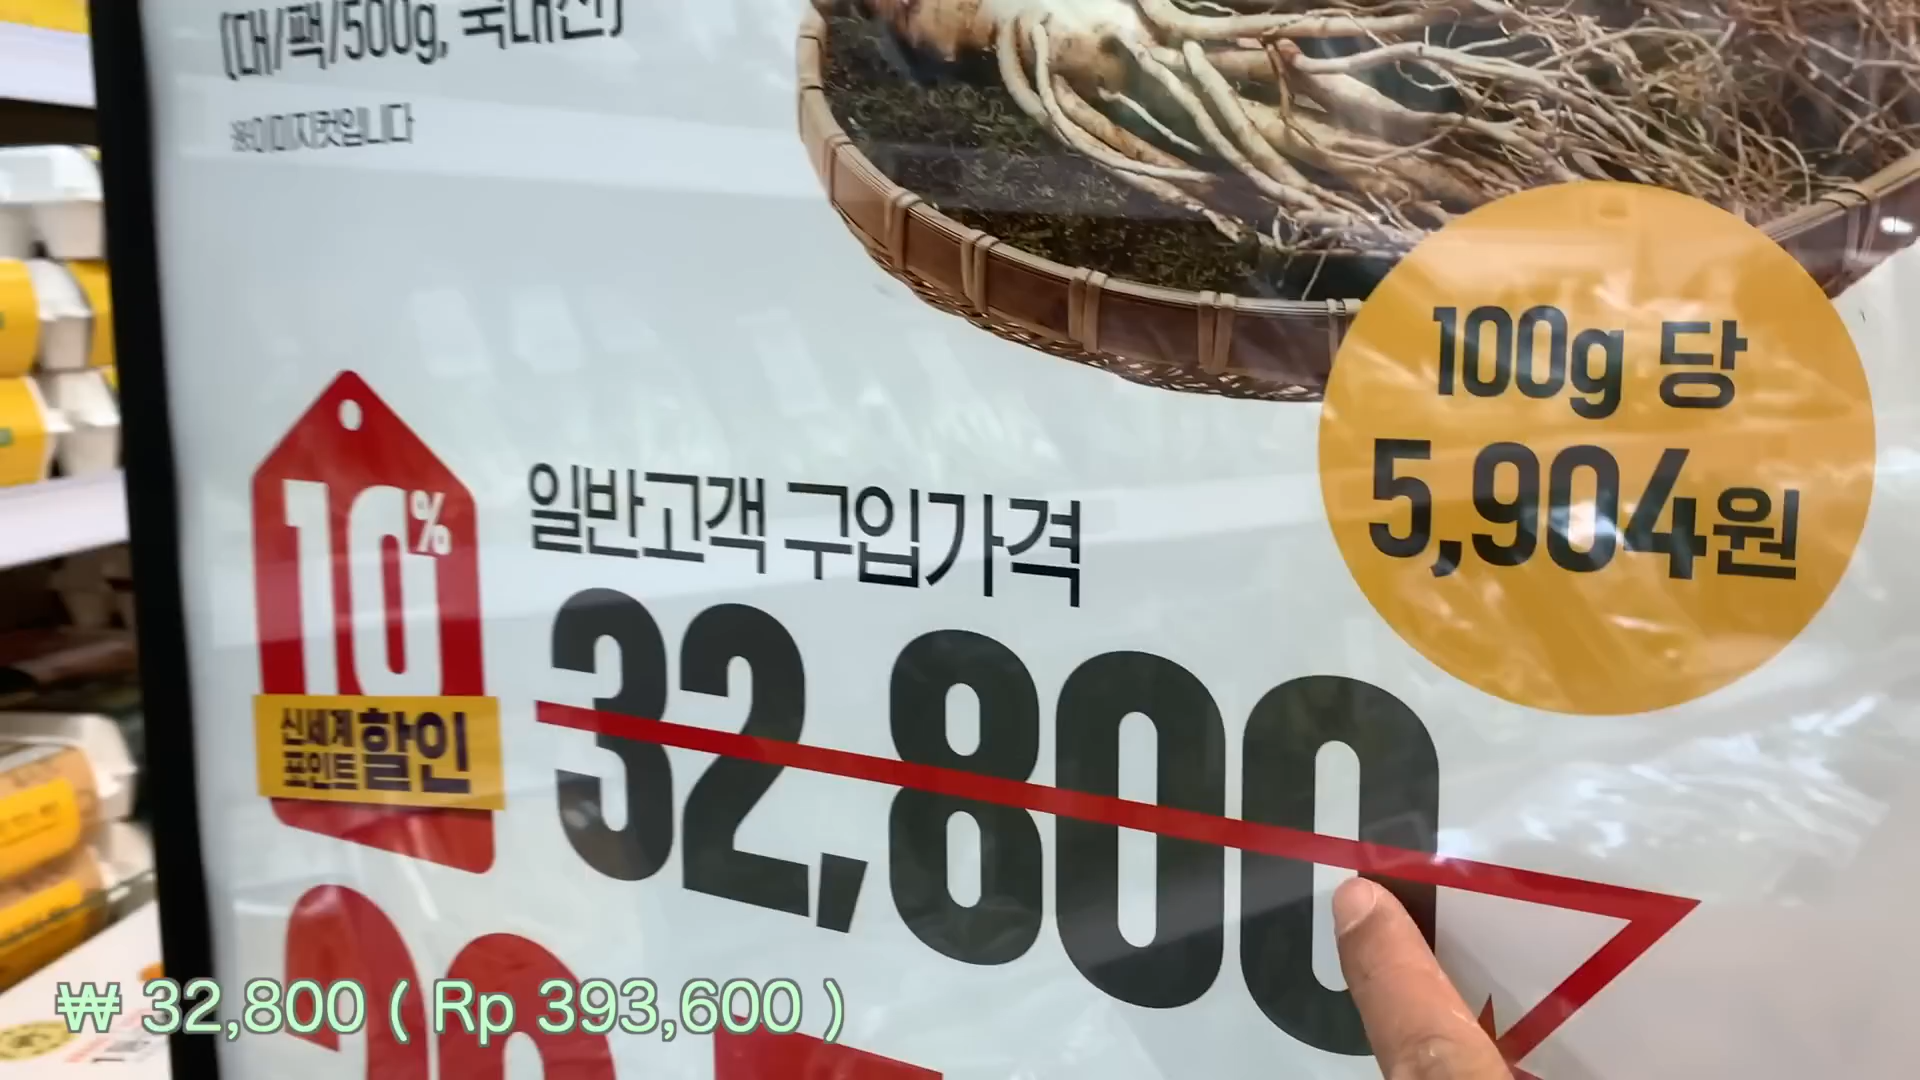 (대/팩/500g, 국내산)
※이미지컷입니다
100g 당
5,904원
10%
신세계
포인트 할인
일반고객 구입가격
32,800
₩ 32,800 ( Rp 393,600 )